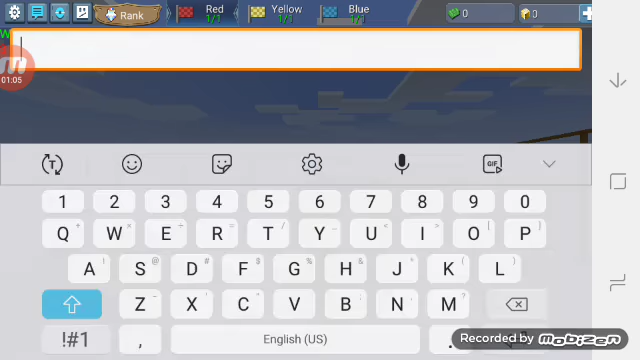 Rank
Red
1/1
Yellow
1/1
Blue
1/1
0
0
W
01:05
1 2 3 4 5 6 7 8 9 0
Q W E R T Y U I O P
A S D F G H J K L
Z X C V B N M
!#1 , English (US) .
GIF
Recorded by MOBIZEN